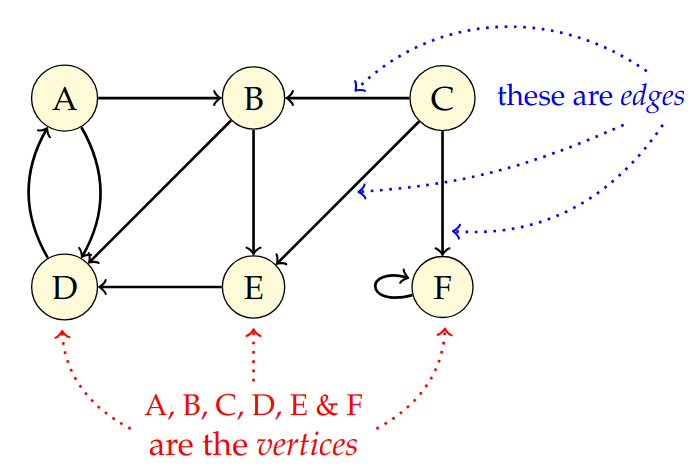 A
B
C
these are edges
D
E
F
A, B, C, D, E & F
are the vertices